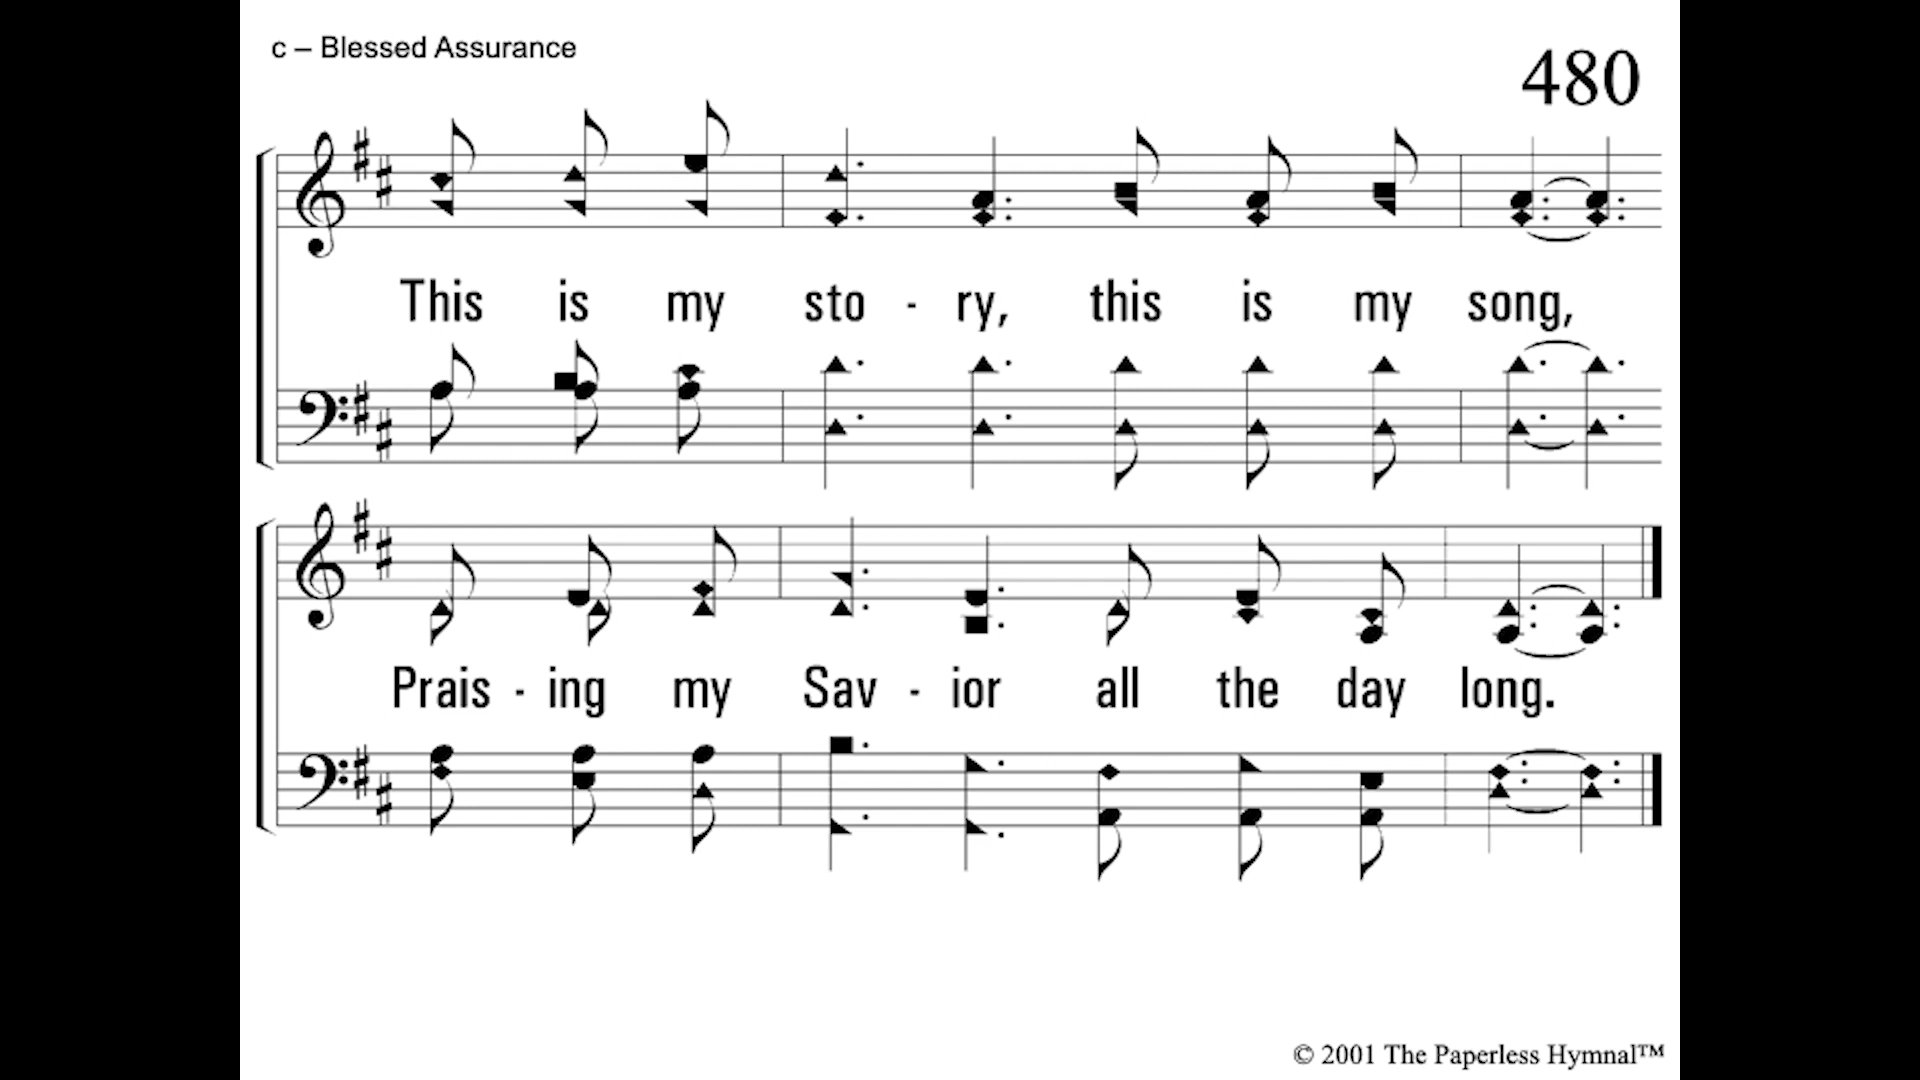 c – Blessed Assurance
480
This is my sto - ry, this is my song,
Prais - ing my Sav - ior all the day long.
© 2001 The Paperless Hymnal™